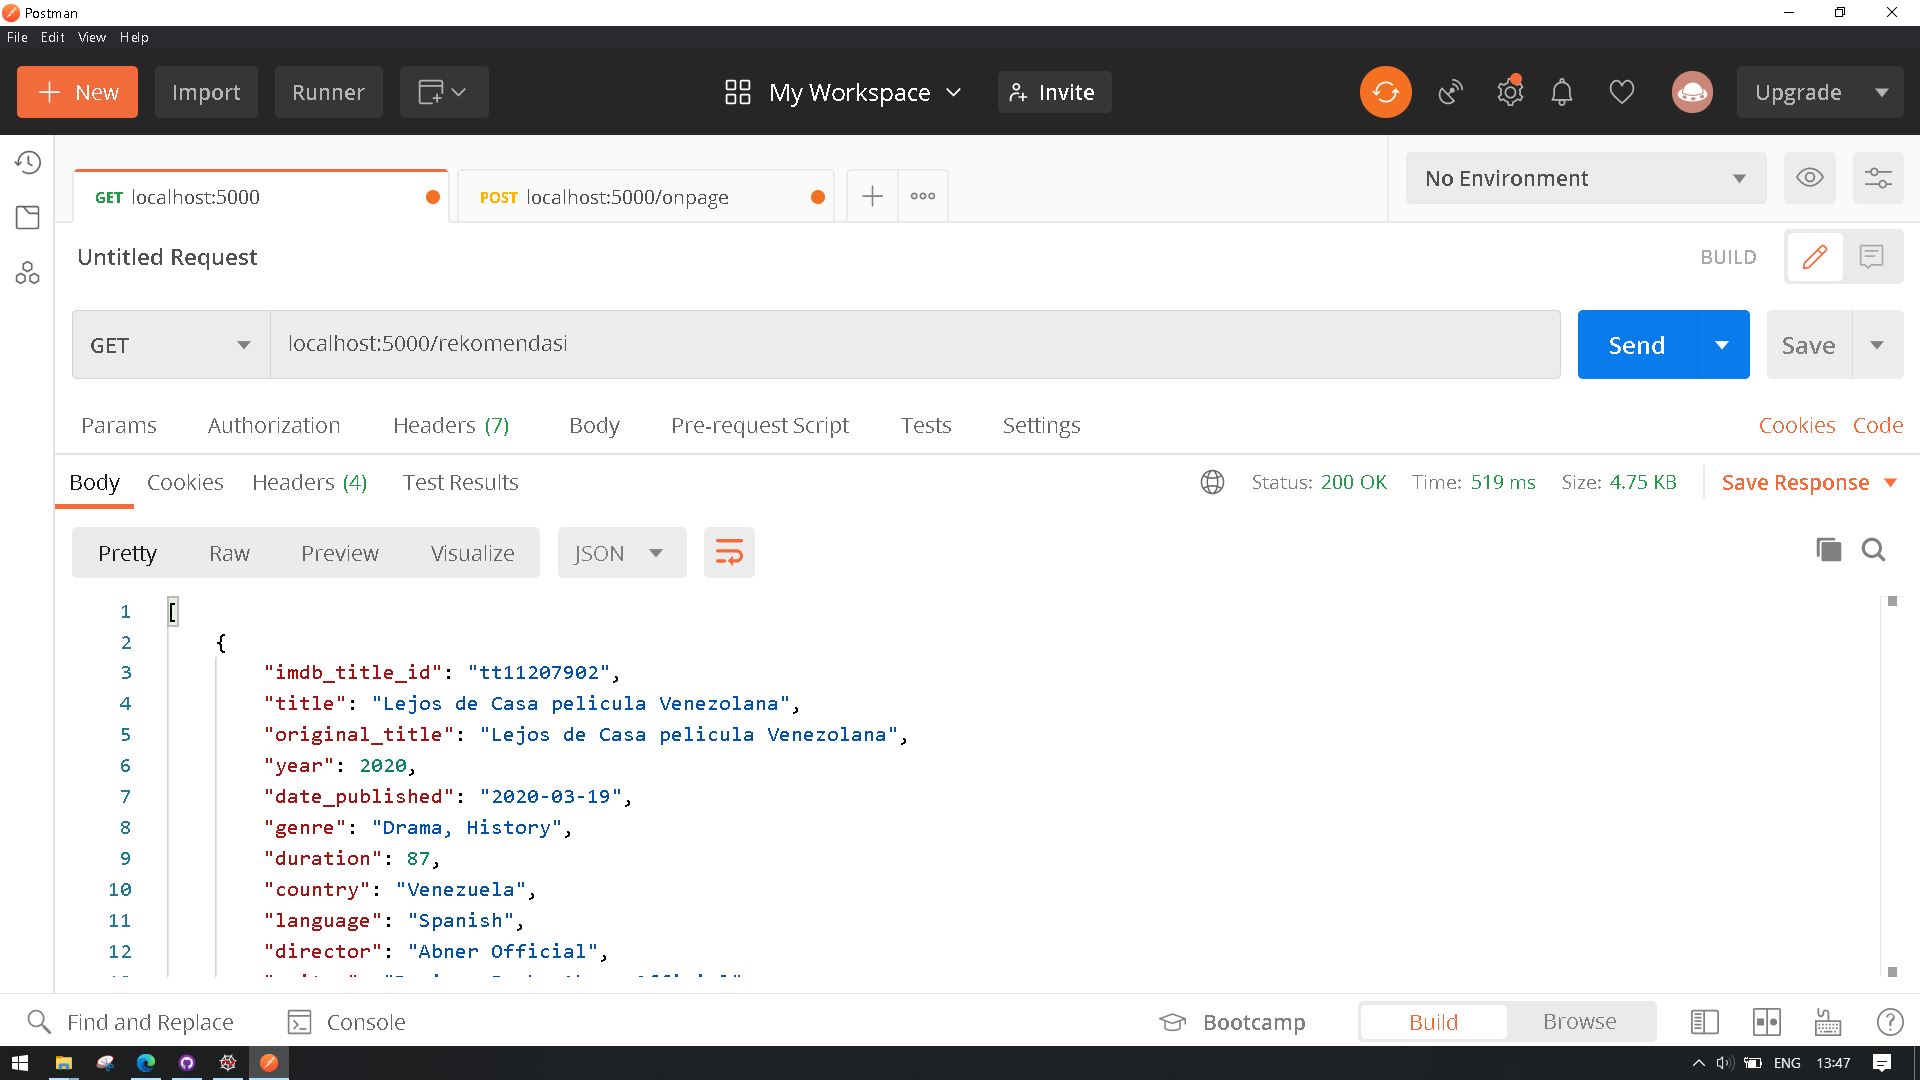 Postman
File Edit View Help
New Import Runner My Workspace Invite Upgrade
GET localhost:5000 POST localhost:5000/onpage No Environment
Untitled Request BUILD
GET localhost:5000/rekomendasi Send Save
Params Authorization Headers (7) Body Pre-request Script Tests Settings Cookies Code
Body Cookies Headers (4) Test Results Status: 200 OK Time: 519 ms Size: 4.75 KB Save Response
Pretty Raw Preview Visualize JSON
1 [
2 {
3 "imdb_title_id": "tt11207902",
4 "title": "Lejos de Casa pelicula Venezolana",
5 "original_title": "Lejos de Casa pelicula Venezolana",
6 "year": 2020,
7 "date_published": "2020-03-19",
8 "genre": "Drama, History",
9 "duration": 87,
10 "country": "Venezuela",
11 "language": "Spanish",
12 "director": "Abner Official",
Find and Replace Console Bootcamp Build Browse
ENG 13:47